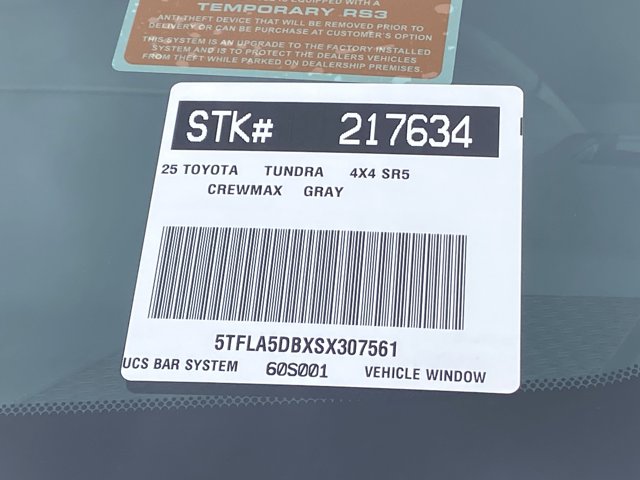 IS EQUIPPED WITH A
TEMPORARY RS3
ANTI-THEFT DEVICE THAT WILL BE REMOVED PRIOR TO
DELIVERY OR CAN BE PURCHASE AT CUSTOMER'S OPTION
THIS SYSTEM IS AN UPGRADE TO THE FACTORY INSTALLED
SYSTEM AND IS TO PROTECT THE DEALERS VEHICLES
FROM THEFT WHILE PARKED ON DEALERSHIP PREMISES.
STK# 217634
25 TOYOTA TUNDRA 4X4 SR5
CREWMAX GRAY
5TFLA5DBXSX307561
UCS BAR SYSTEM 60S001 VEHICLE WINDOW